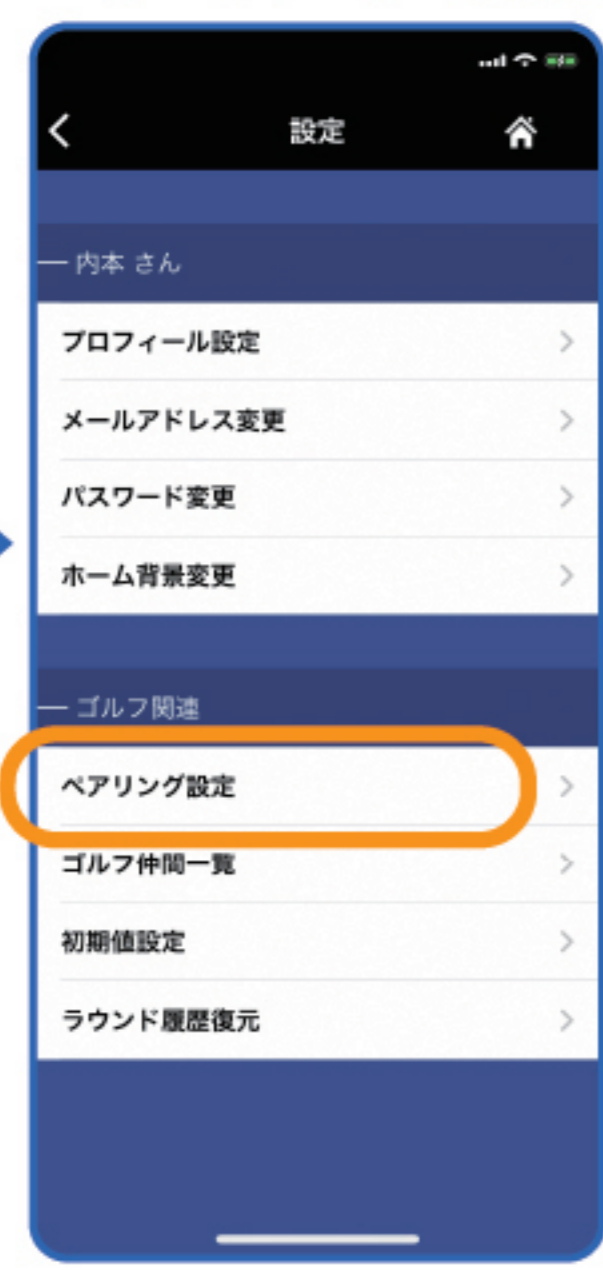 設定
— 内本 さん
プロフィール設定
メールアドレス変更
パスワード変更
ホーム背景変更
— ゴルフ関連
ペアリング設定
ゴルフ仲間一覧
初期値設定
ラウンド履歴復元